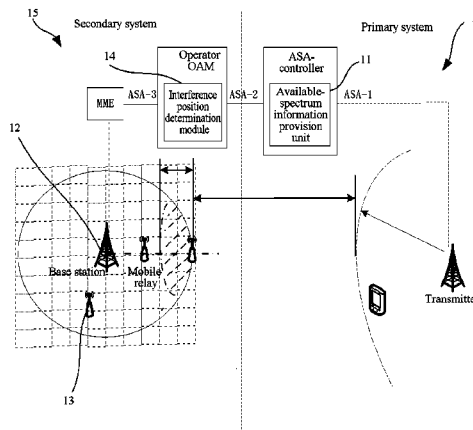 15
Secondary system
Primary system
14
Operator
OAM
ASA-
controller
11
MME
ASA-3
Interference
position
determination
module
ASA-2
Available-
spectrum
information
provision
unit
ASA-1
12
Base station
Mobile
relay
Transmitte
13